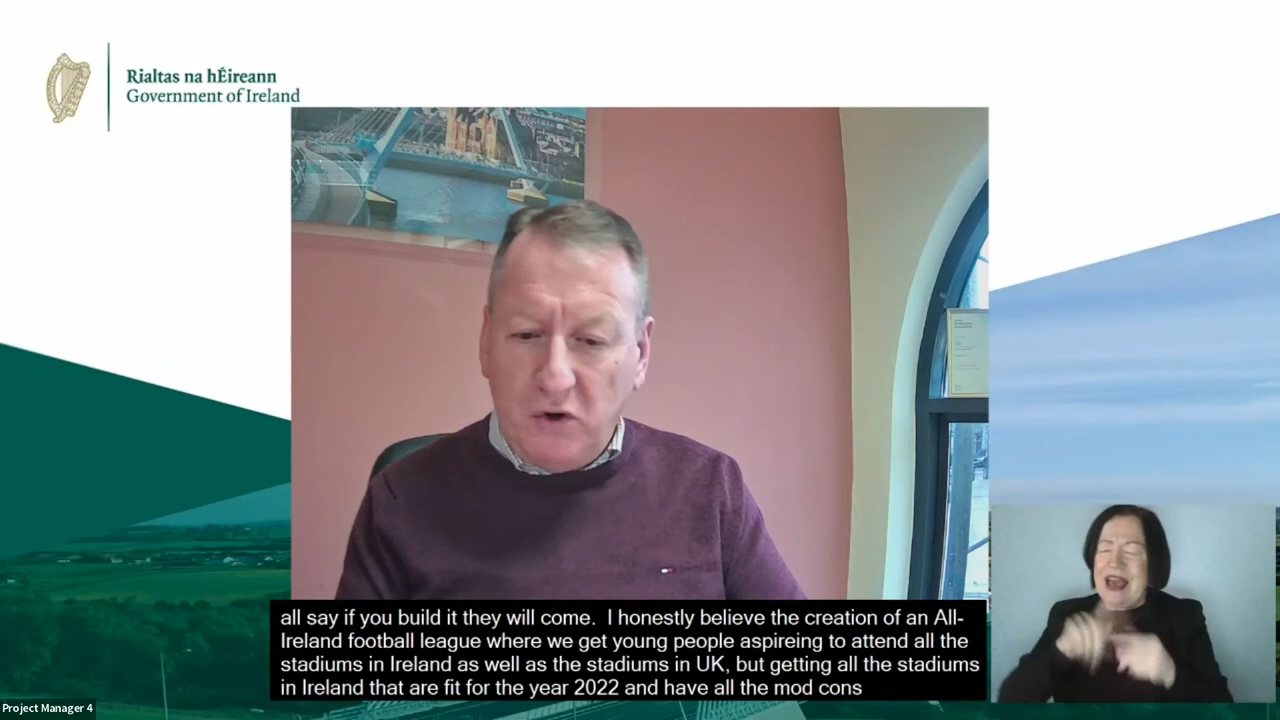 Rialtas na hÉireann
Government of Ireland
all say if you build it they will come.  I honestly believe the creation of an All-
Ireland football league where we get young people aspireing to attend all the
stadiums in Ireland as well as the stadiums in UK, but getting all the stadiums
in Ireland that are fit for the year 2022 and have all the mod cons
Project Manager 4